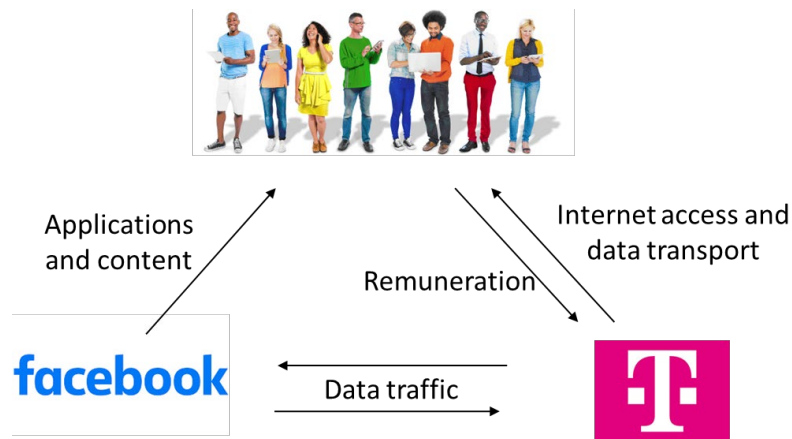 Applications
and content
Internet access and
data transport
Remuneration
facebook
Data traffic
T